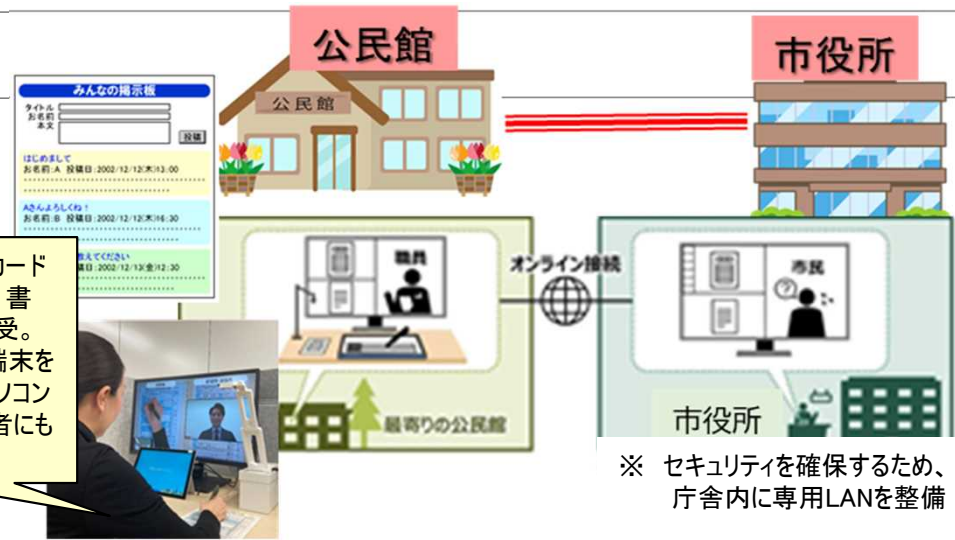 公民館
市役所
公民館
みんなの掲示板
タイトル
お名前
本文
投稿
はじめまして
お名前:A 投稿日:2002/12/12(木)13:00
Aさんよろしくね!
お名前:B 投稿日:2002/12/12(木)16:30
教えてください
稿日:2002/12/13(金)12:30
カード
書
受。
端末を
ソコン
者にも
職員
オンライン接続
市民
?
最寄りの公民館
市役所
※ セキュリティを確保するため、
庁舎内に専用LANを整備